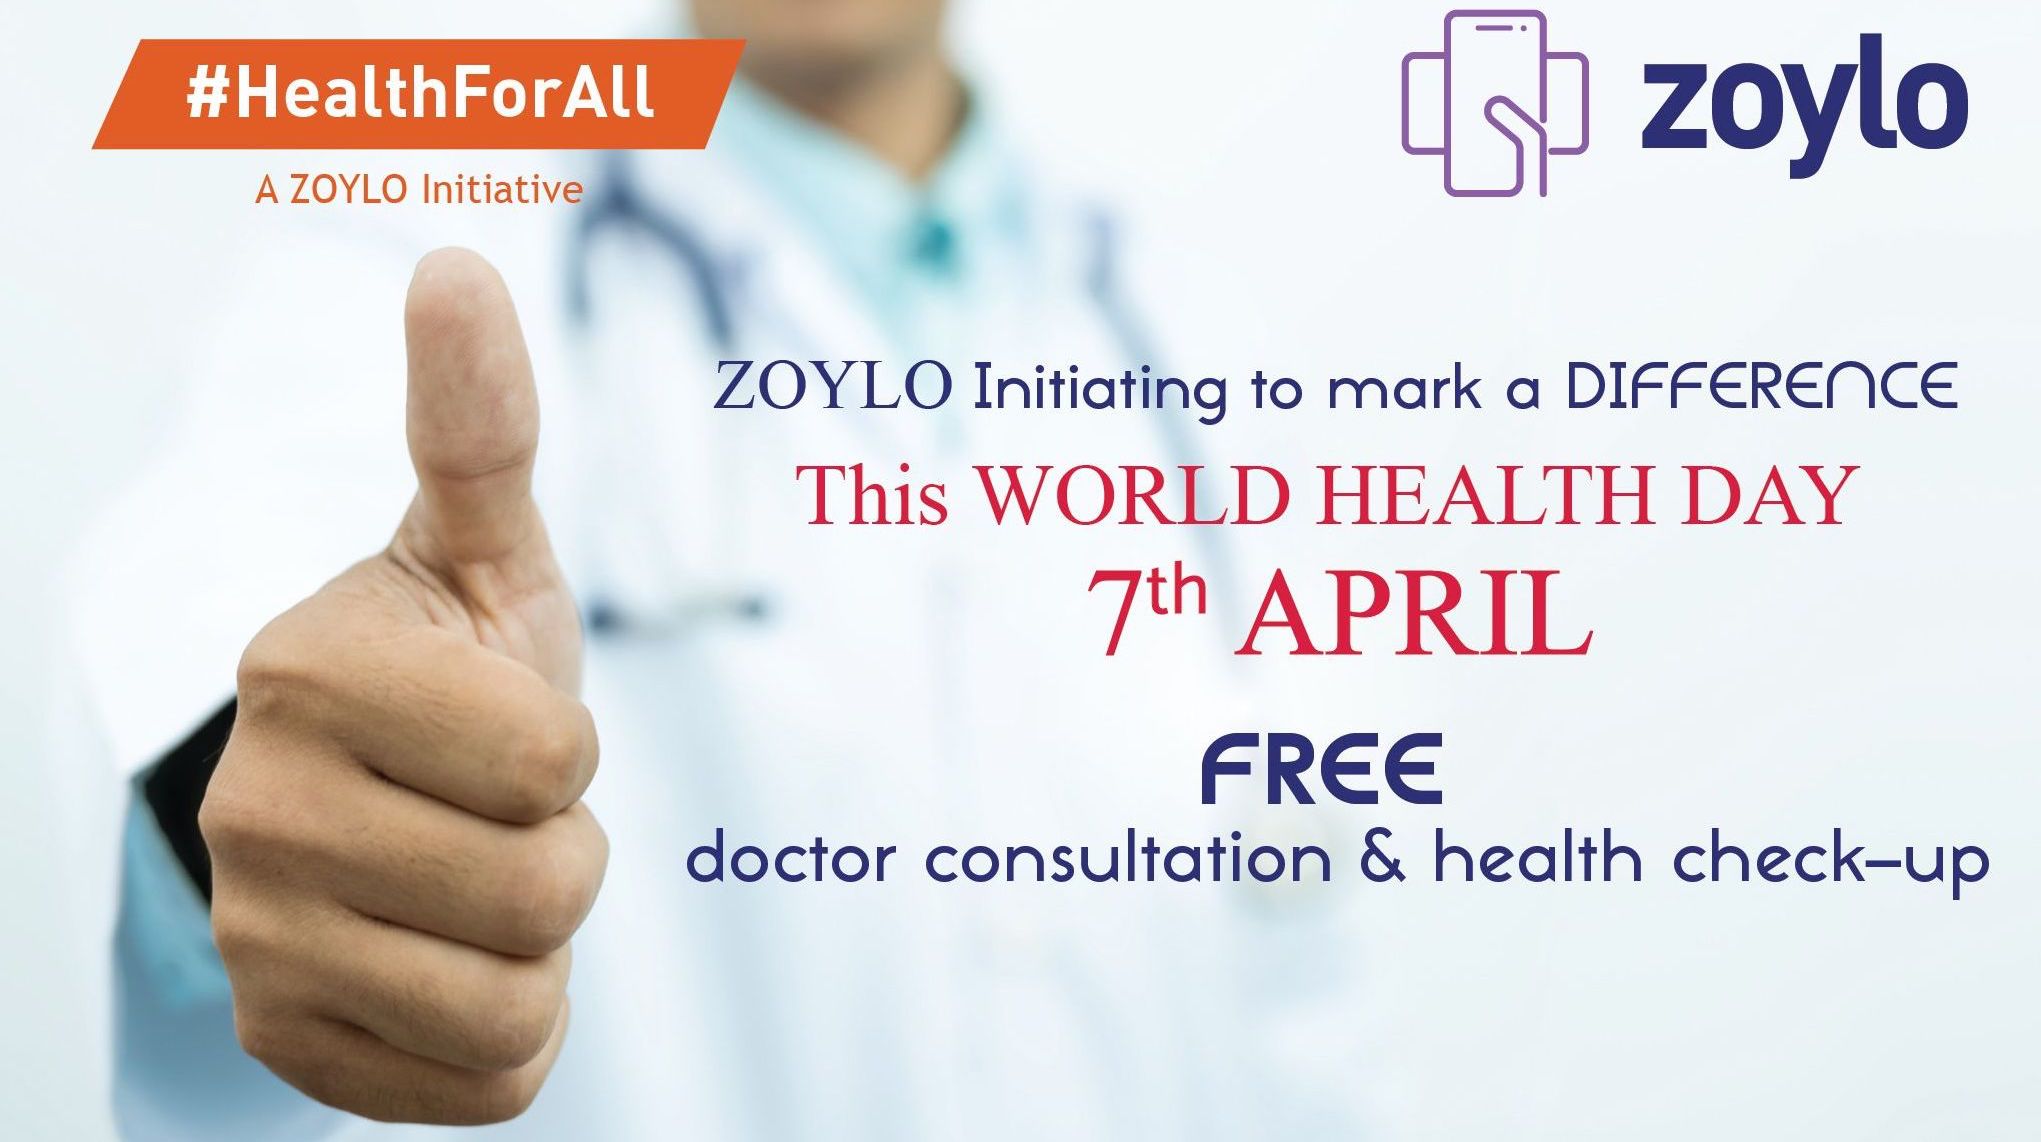 #HealthForAll
A ZOYLO Initiative
zoylo
ZOYLO Initiating to mark a DIFFERENCE
This WORLD HEALTH DAY
7th APRIL
FREE
doctor consultation & health check-up